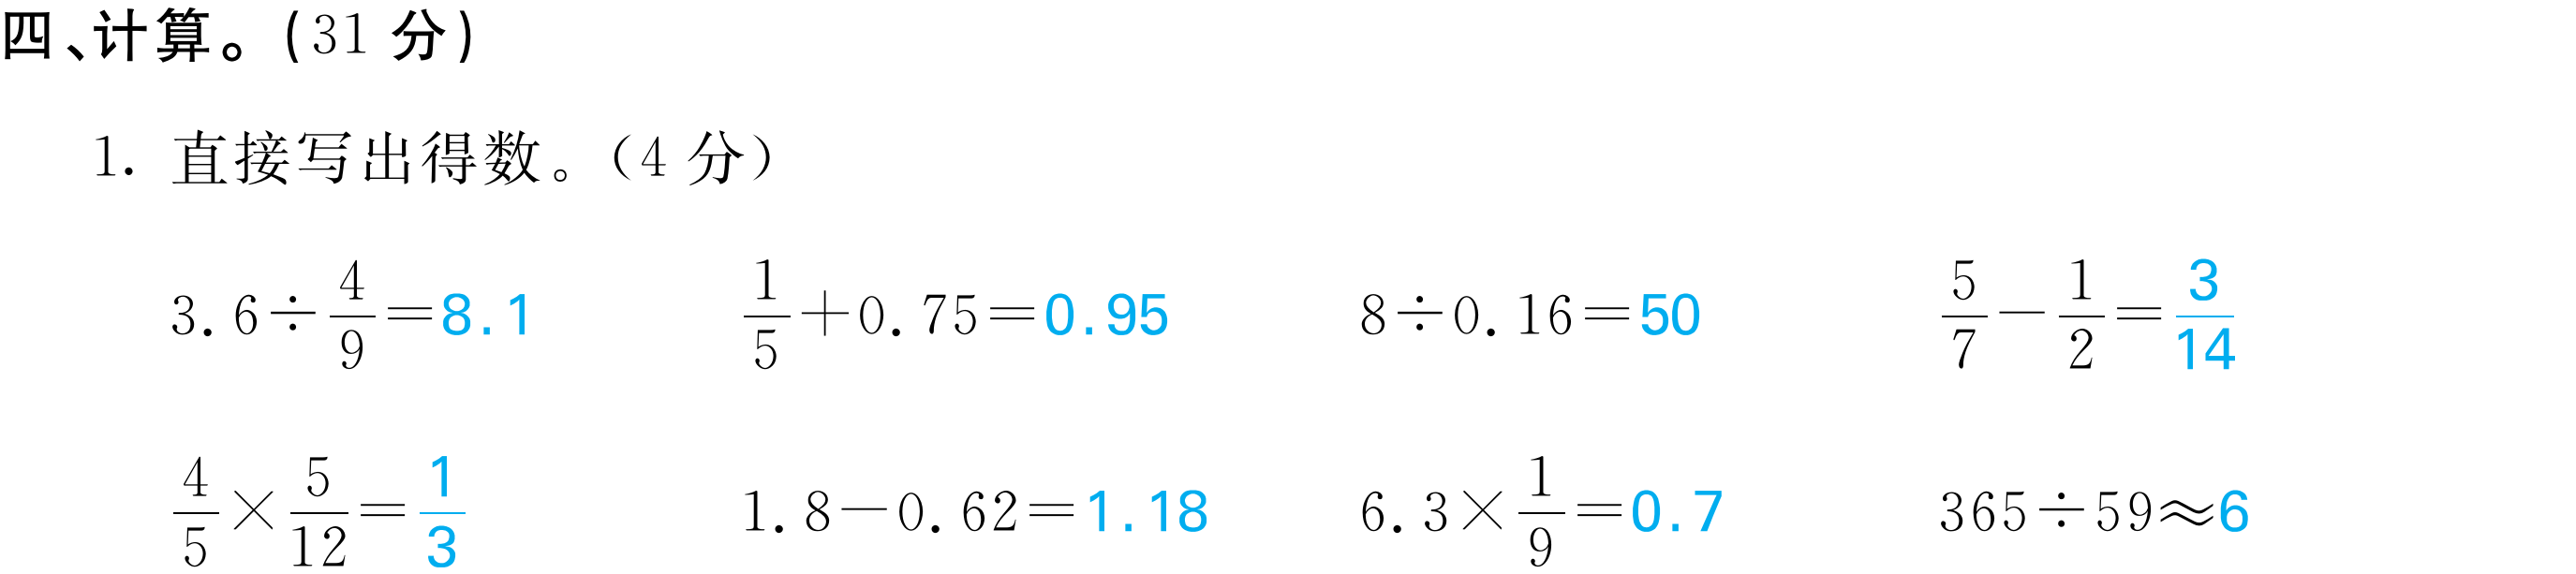 四、计算。(31 分)
1. 直接写出得数。(4 分)
3.6÷4/9=8.1 1/5+0.75=0.95 8÷0.16=50 5/7-1/2=3/14
4/5×5/12=1/3 1.8-0.62=1.18 6.3×1/9=0.7 365÷59≈6